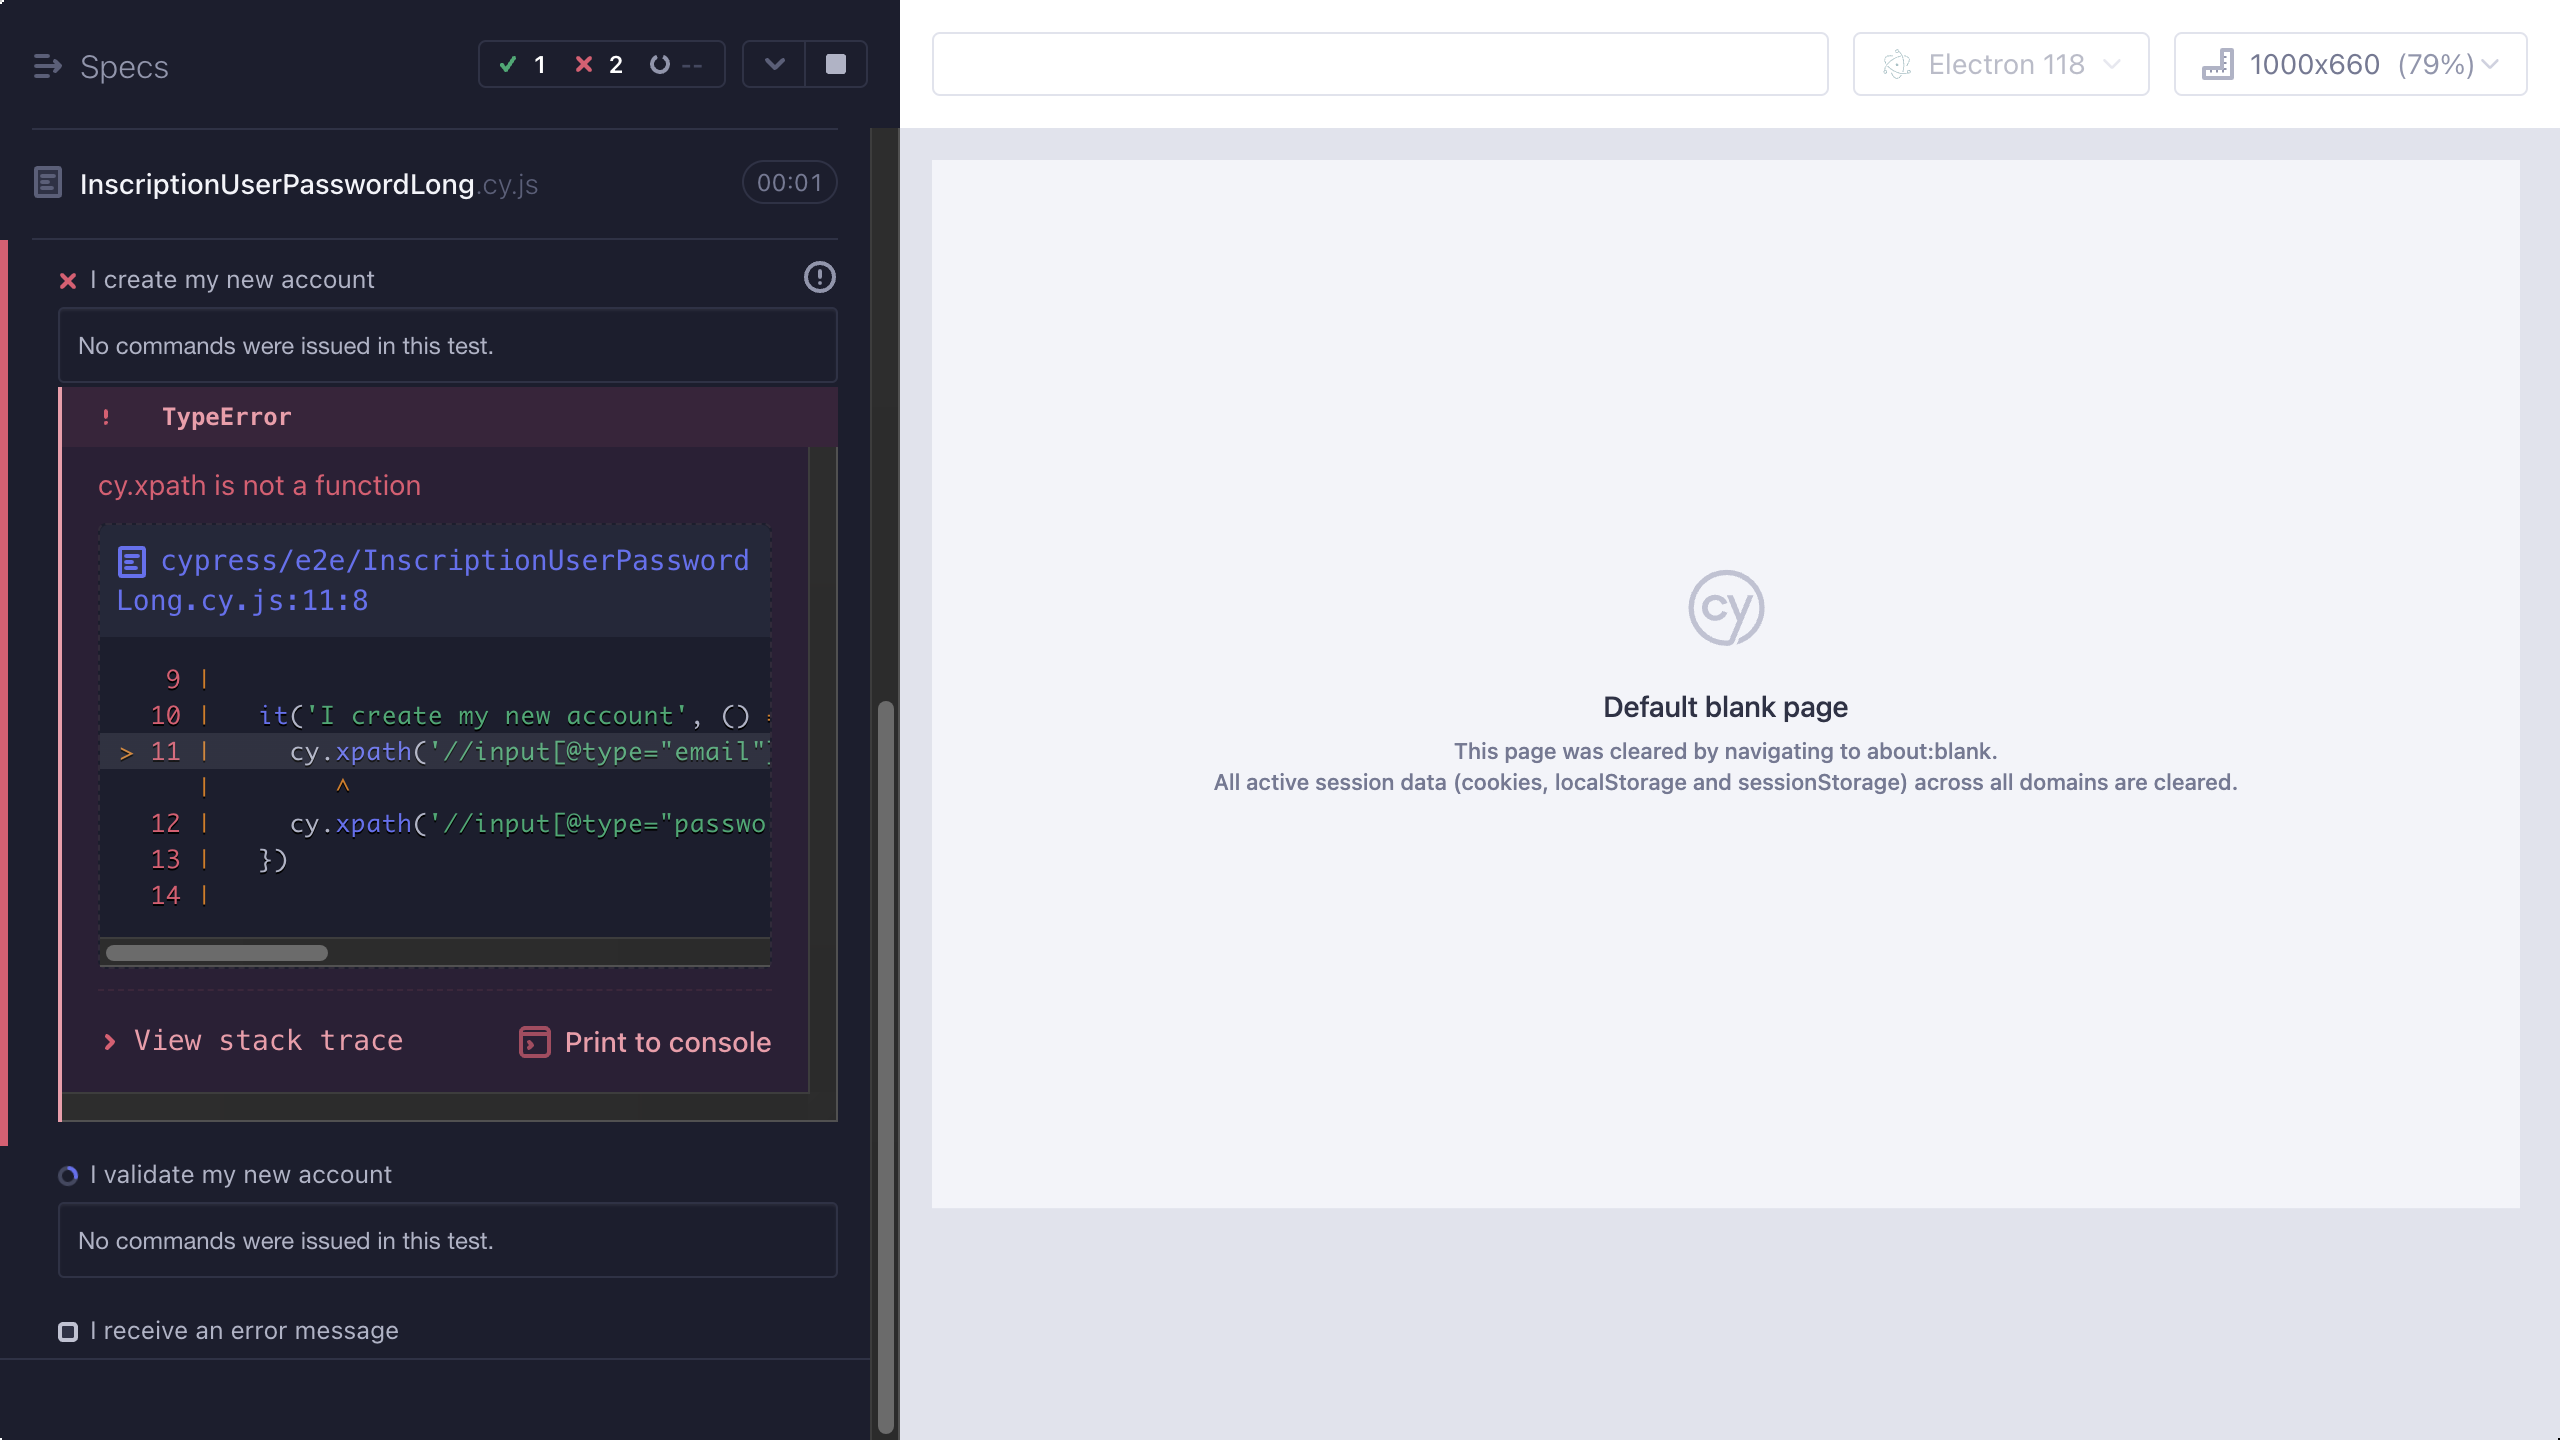 Specs
1 2 --
InscriptionUserPasswordLong.cy.js
00:01
I create my new account
No commands were issued in this test.
! TypeError
cy.xpath is not a function
cypress/e2e/InscriptionUserPassword
Long.cy.js:11:8
9 |
10 | it('I create my new account', ()
> 11 | cy.xpath('//input[@type="email"]
| ^
12 | cy.xpath('//input[@type="passwo
13 | })
14 |
View stack trace
Print to console
I validate my new account
No commands were issued in this test.
I receive an error message
Electron 118
1000x660 (79%)
cy
Default blank page
This page was cleared by navigating to about:blank.
All active session data (cookies, localStorage and sessionStorage) across all domains are cleared.